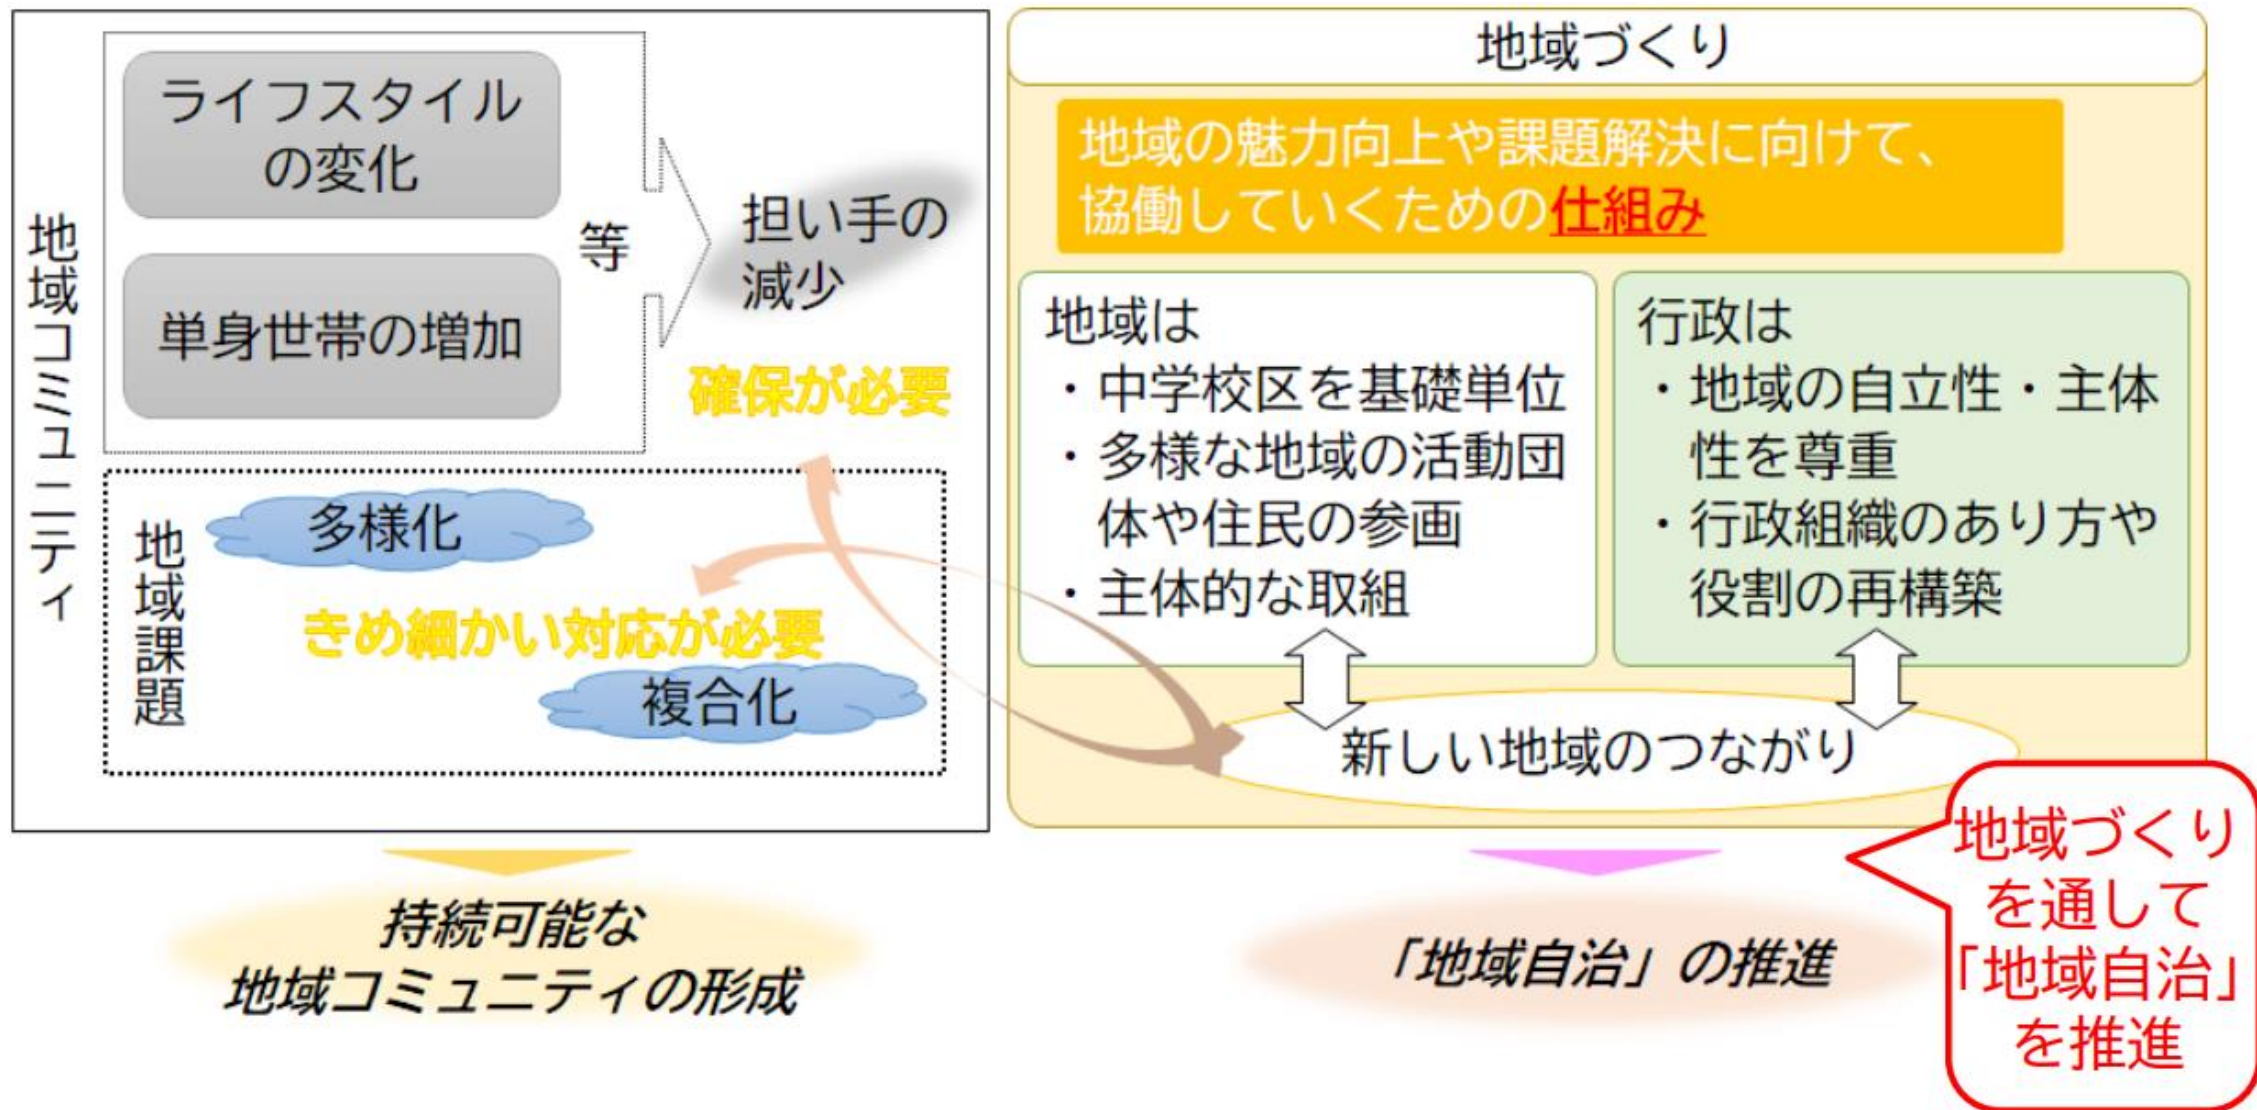 地域コミュニティ
ライフスタイル
の変化
単身世帯の増加
等
担い手の
減少
確保が必要
地域課題
多様化
きめ細かい対応が必要
複合化
持続可能な
地域コミュニティの形成
地域づくり
地域の魅力向上や課題解決に向けて、
協働していくための仕組み
地域は
・中学校区を基礎単位
・多様な地域の活動団
体や住民の参画
・主体的な取組
行政は
・地域の自立性・主体
性を尊重
・行政組織のあり方や
役割の再構築
新しい地域のつながり
「地域自治」の推進
地域づくり
を通して
「地域自治」
を推進